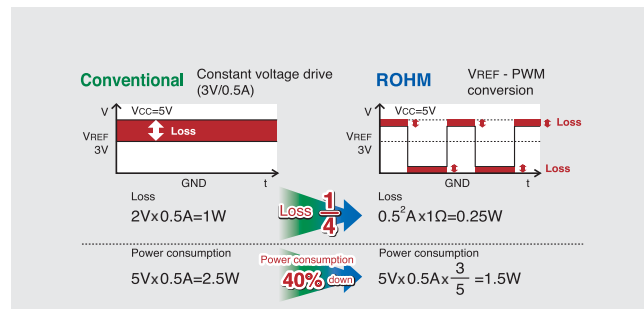 Conventional
Constant voltage drive
(3V/0.5A)
ROHM
VREF - PWM
conversion
V
VCC=5V
VREF
3V
Loss
GND
t
V
VCC=5V
VREF
3V
Loss
Loss
GND
t
Loss
2Vx0.5A=1W
Loss 1/4
Loss
0.5²Ax1Ω=0.25W
Power consumption
5Vx0.5A=2.5W
Power consumption
40% down
Power consumption
5Vx0.5Ax3/5=1.5W